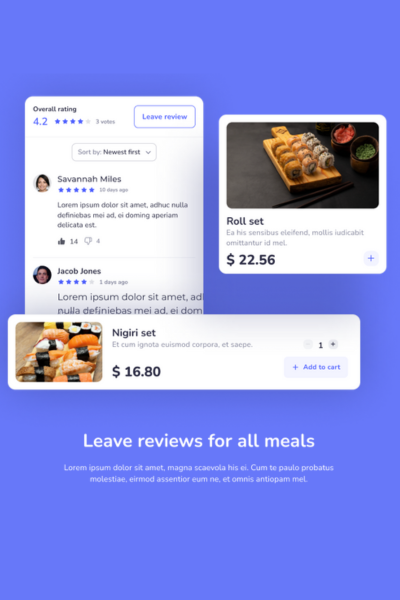 Overall rating
4.2 3 votes
Leave review
Sort by: Newest first
Savannah Miles
10 days ago
Lorem ipsum dolor sit amet, adhuc nulla
definiebas mei ad, ei doming aperiam
delicata est.
14 4
Jacob Jones
1 days ago
Lorem ipsum dolor sit amet, ad
nulla definiebas mei ad, ei dom
Roll set
Ea his sensibus eleifend, mollis iudicabit
omittantur id mel.
$ 22.56
+
Nigiri set
Et cum ignota euismod corpora, et saepe.
- 1 +
$ 16.80
+ Add to cart
Leave reviews for all meals
Lorem ipsum dolor sit amet, magna scaevola his ei. Cum te paulo probatus
molestiae, eirmod assentior eum ne, et omnis antiopam mel.